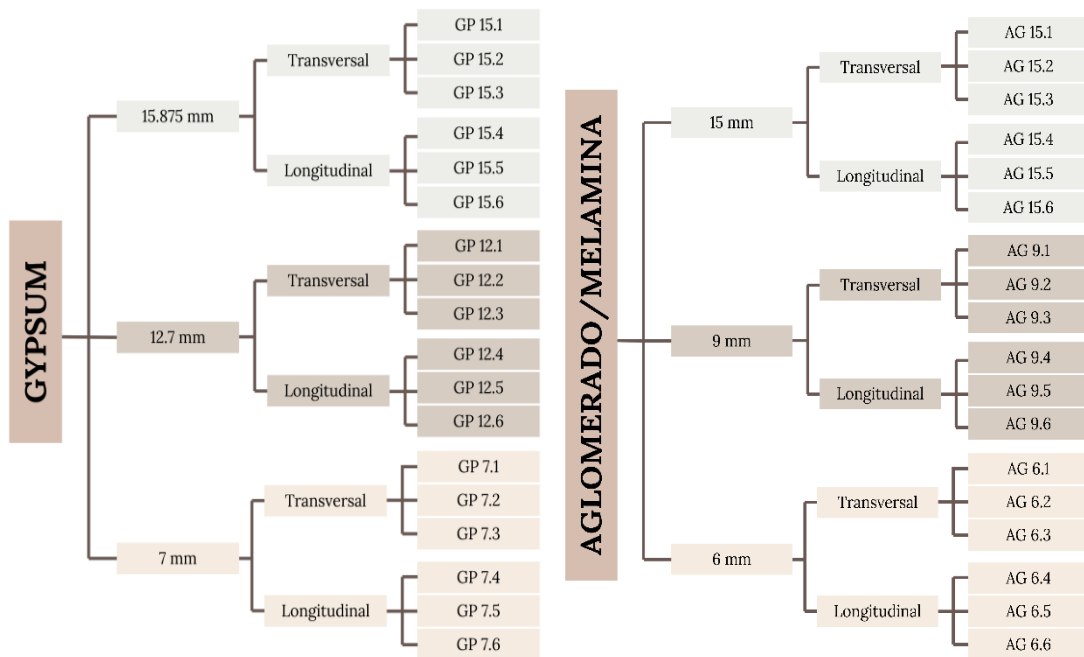 GYPSUM
15.875 mm
Transversal
GP 15.1
GP 15.2
GP 15.3
Longitudinal
GP 15.4
GP 15.5
GP 15.6
12.7 mm
Transversal
GP 12.1
GP 12.2
GP 12.3
Longitudinal
GP 12.4
GP 12.5
GP 12.6
7 mm
Transversal
GP 7.1
GP 7.2
GP 7.3
Longitudinal
GP 7.4
GP 7.5
GP 7.6
AGLOMERADO/MELAMINA
15 mm
Transversal
AG 15.1
AG 15.2
AG 15.3
Longitudinal
AG 15.4
AG 15.5
AG 15.6
9 mm
Transversal
AG 9.1
AG 9.2
AG 9.3
Longitudinal
AG 9.4
AG 9.5
AG 9.6
6 mm
Transversal
AG 6.1
AG 6.2
AG 6.3
Longitudinal
AG 6.4
AG 6.5
AG 6.6